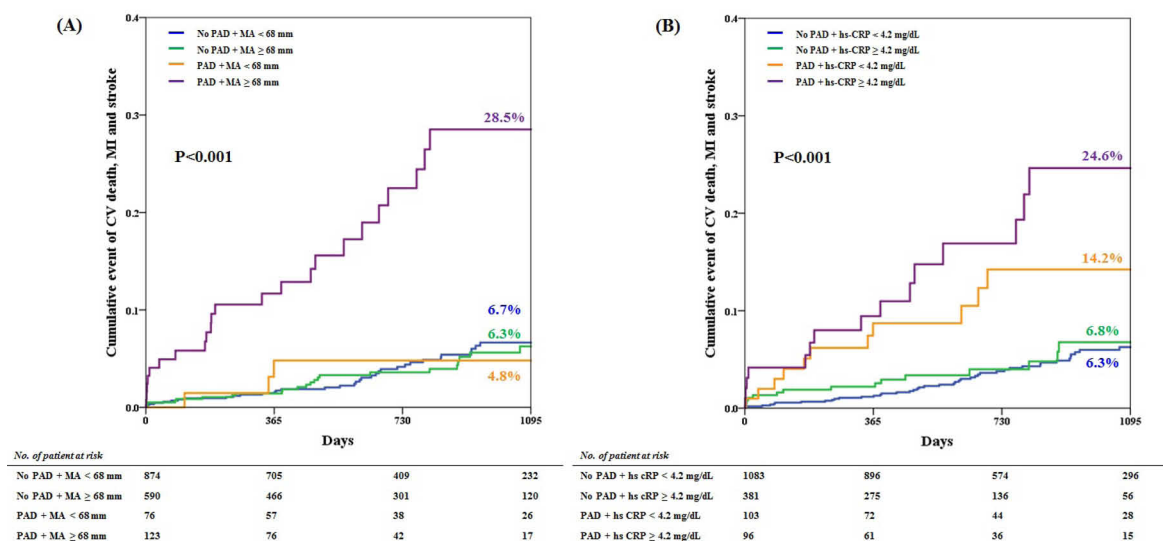 (A)
No PAD + MA < 68 mm
No PAD + MA ≥ 68 mm
PAD + MA < 68 mm
PAD + MA ≥ 68 mm
P<0.001
28.5%
6.7%
6.3%
4.8%
Cumulative event of CV death, MI and stroke
0.4
0.3
0.2
0.1
0.0
0 365 730 1095
Days
No. of patient at risk
No PAD + MA < 68 mm 874 705 409 232
No PAD + MA ≥ 68 mm 590 466 301 120
PAD + MA < 68 mm 76 57 38 26
PAD + MA ≥ 68 mm 123 76 42 17
(B)
No PAD + hs-CRP < 4.2 mg/dL
No PAD + hs-CRP ≥ 4.2 mg/dL
PAD + hs-CRP < 4.2 mg/dL
PAD + hs-CRP ≥ 4.2 mg/dL
P<0.001
24.6%
14.2%
6.8%
6.3%
Cumulative event of CV death, MI and stroke
0.4
0.3
0.2
0.1
0.0
0 365 730 1095
Days
No. of patient at risk
No PAD + hs cRP < 4.2 mg/dL 1083 896 574 296
No PAD + hs cRP ≥ 4.2 mg/dL 381 275 136 56
PAD + hs CRP < 4.2 mg/dL 103 72 44 28
PAD + hs CRP ≥ 4.2 mg/dL 96 61 36 15